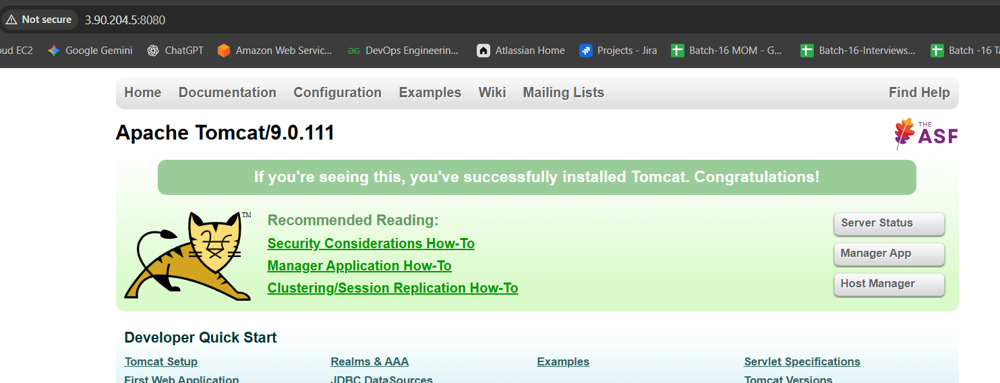 Not secure 3.90.204.5:8080
oud EC2 Google Gemini ChatGPT Amazon Web Servic... DevOps Engineerin... Atlassian Home Projects - Jira Batch-16 MOM - G... Batch-16-Interviews... Batch -16 Ta
Home Documentation Configuration Examples Wiki Mailing Lists Find Help
Apache Tomcat/9.0.111
THE
ASF
If you're seeing this, you've successfully installed Tomcat. Congratulations!
TM
Recommended Reading:
Security Considerations How-To
Manager Application How-To
Clustering/Session Replication How-To
Server Status
Manager App
Host Manager
Developer Quick Start
Tomcat Setup Realms & AAA Examples Servlet Specifications
First Web Application JDBC DataSources Tomcat Versions